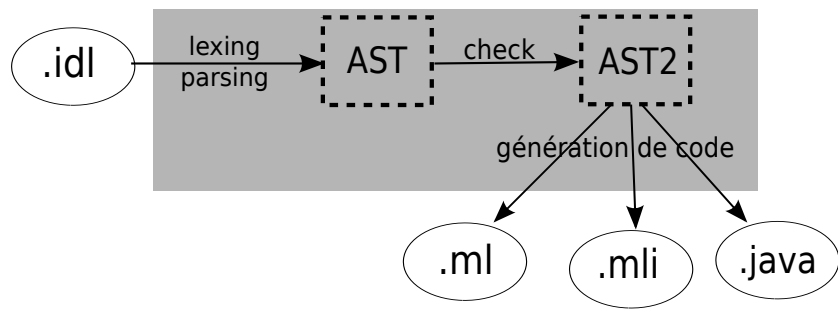 .idl
lexing
parsing
AST
check
AST2
génération de code
.ml
.mli
.java